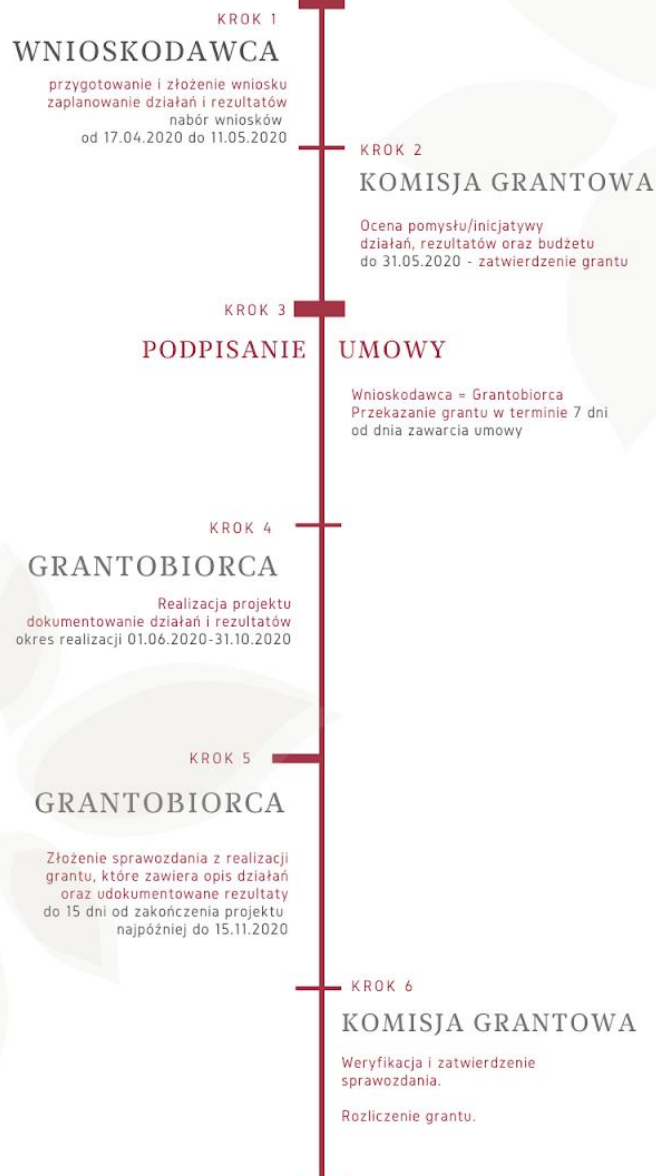 KROK 1
WNIOSKODAWCA
przygotowanie i złożenie wniosku
zaplanowanie działań i rezultatów
nabór wniosków
od 17.04.2020 do 11.05.2020
KROK 2
KOMISJA GRANTOWA
Ocena pomysłu/inicjatywy
działań, rezultatów oraz budżetu
do 31.05.2020 - zatwierdzenie grantu
KROK 3
PODPISANIE UMOWY
Wnioskodawca = Grantobiorca
Przekazanie grantu w terminie 7 dni
od dnia zawarcia umowy
KROK 4
GRANTOBIORCA
Realizacja projektu
dokumentowanie działań i rezultatów
okres realizacji 01.06.2020-31.10.2020
KROK 5
GRANTOBIORCA
Złożenie sprawozdania z realizacji
grantu, które zawiera opis działań
oraz udokumentowane rezultaty
do 15 dni od zakończenia projektu
najpóźniej do 15.11.2020
KROK 6
KOMISJA GRANTOWA
Weryfikacja i zatwierdzenie
sprawozdania.
Rozliczenie grantu.